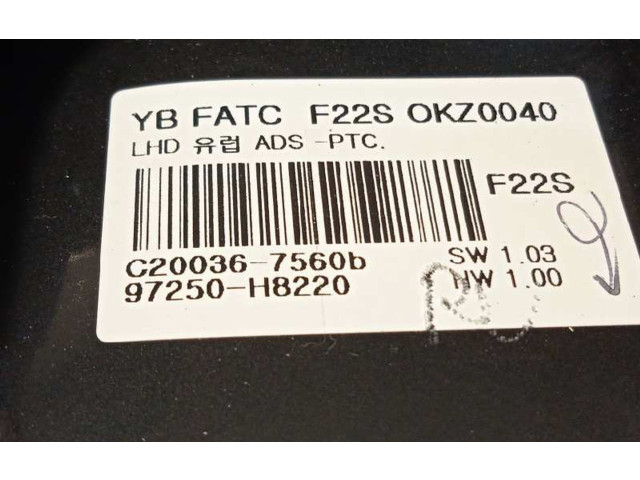 YB FATC F22S OKZ0040
LHD 유럽 ADS -PTC.
F22S
C20036-7560b SW 1.03
97250-H8220 HW 1.00